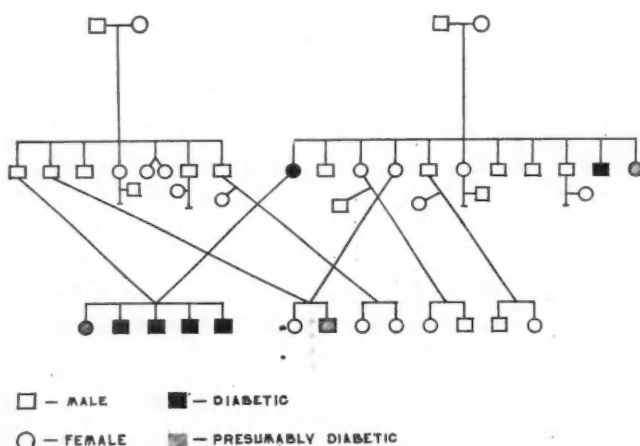 □ — MALE ■ — DIABETIC
○ — FEMALE ▨ — PRESUMABLY DIABETIC